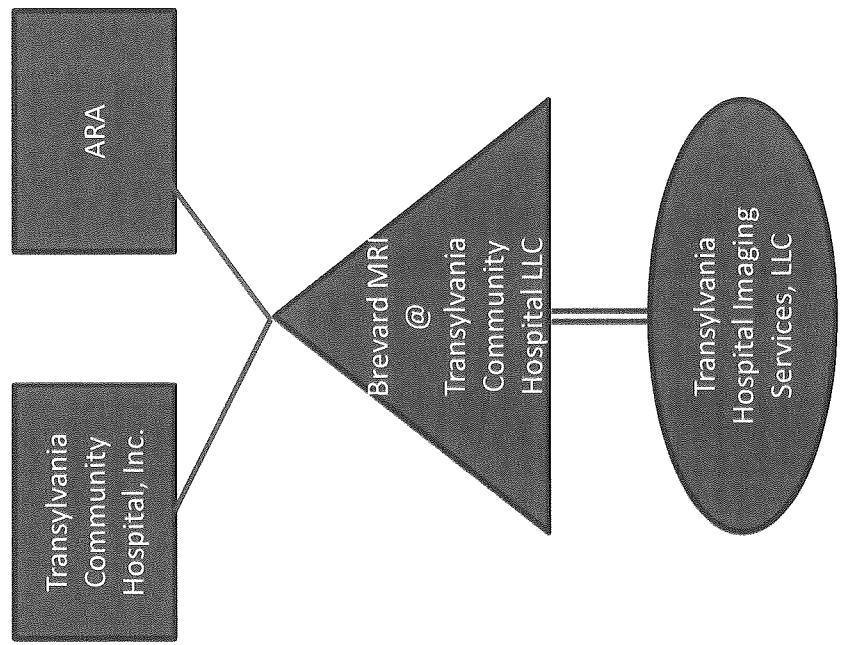 Transylvania
Community
Hospital, Inc.
ARA
Brevard MRI
@
Transylvania
Community
Hospital LLC
Transylvania
Hospital Imaging
Services, LLC